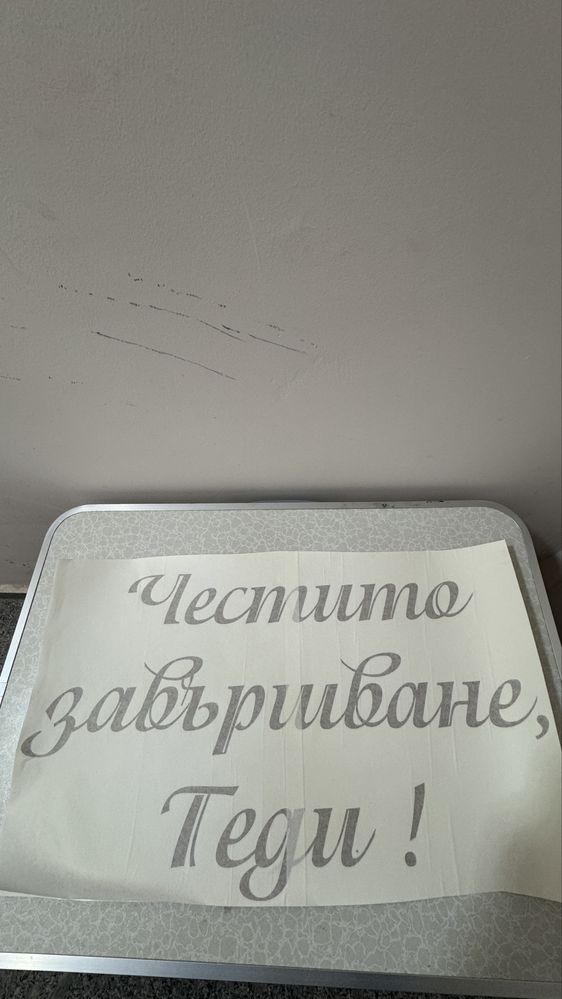 Честито
завършване,
Теди !